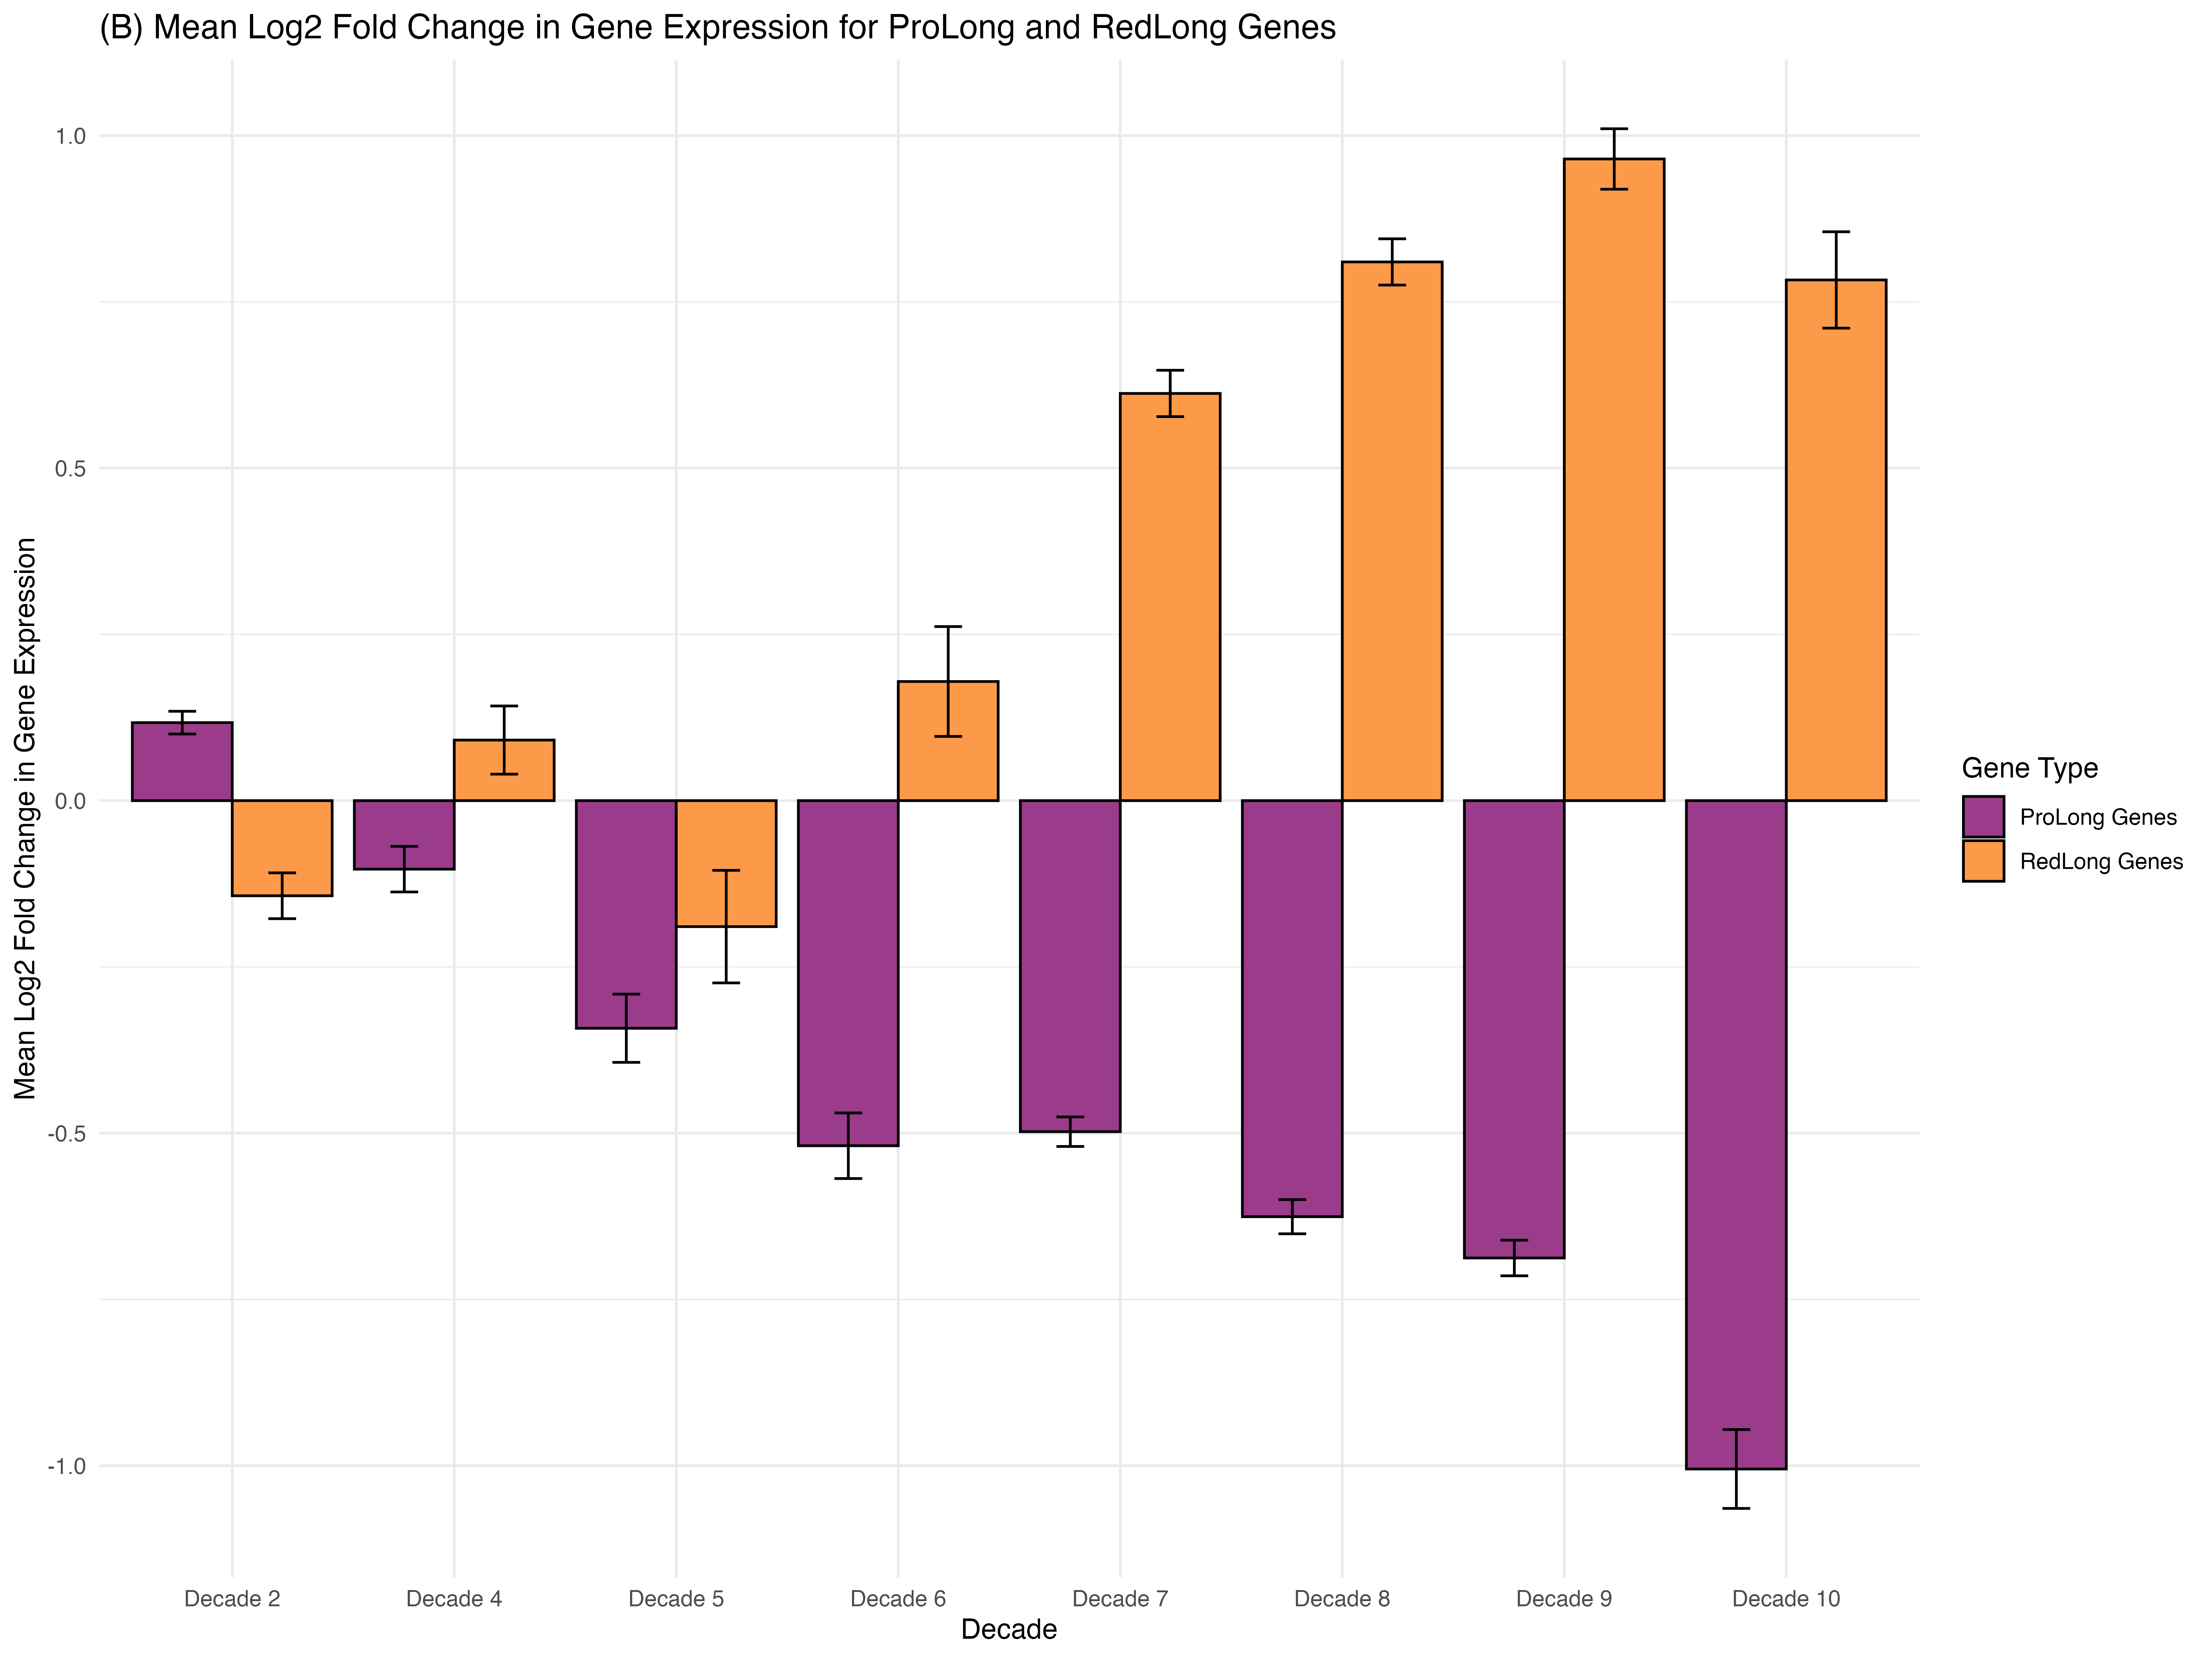 (B) Mean Log2 Fold Change in Gene Expression for ProLong and RedLong Genes
Mean Log2 Fold Change in Gene Expression
1.0
0.5
0.0
-0.5
-1.0
Decade 2
Decade 4
Decade 5
Decade 6
Decade 7
Decade 8
Decade 9
Decade 10
Decade
Gene Type
ProLong Genes
RedLong Genes